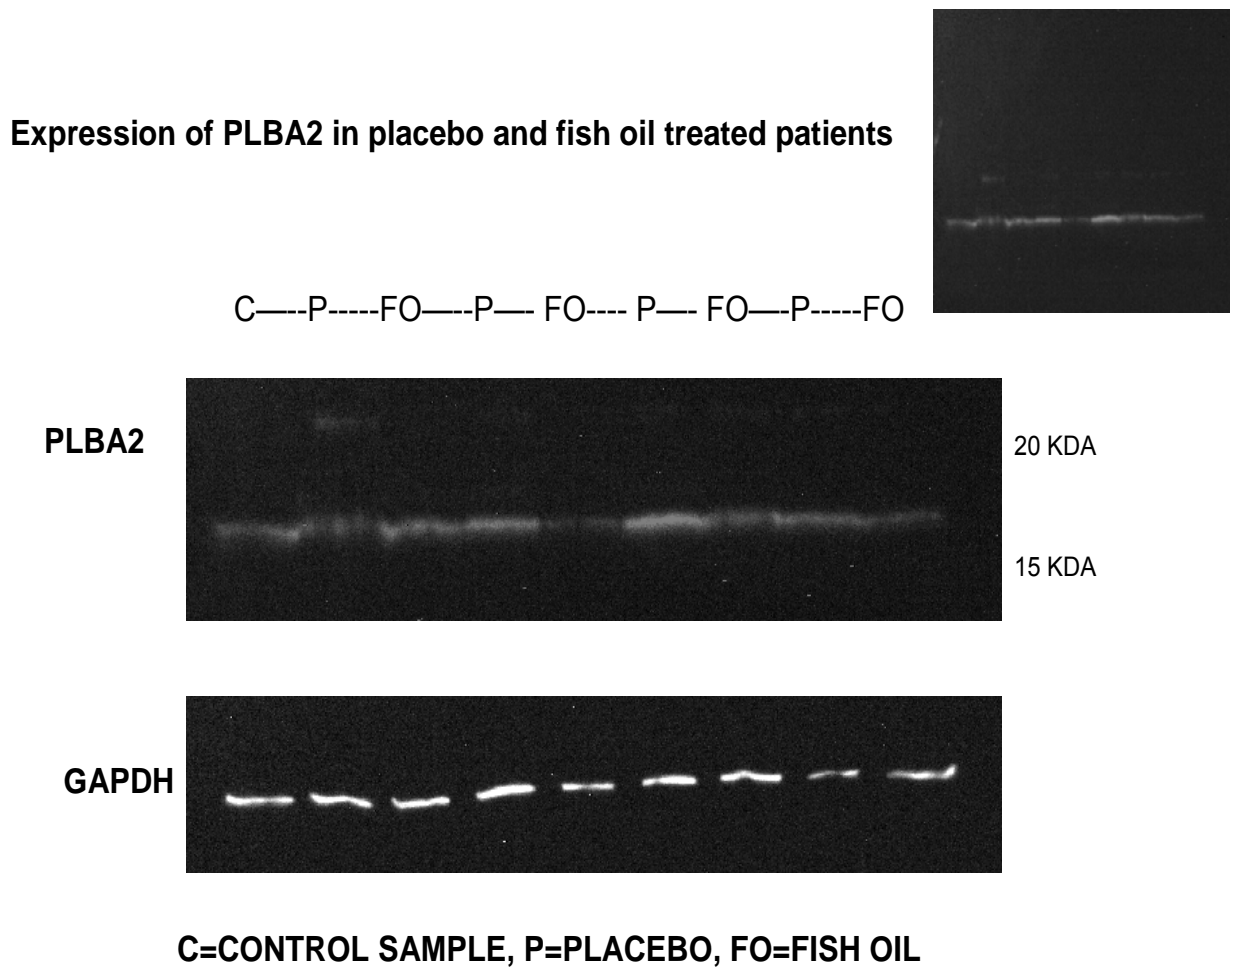 Expression of PLBA2 in placebo and fish oil treated patients
C—--P-----FO—--P—- FO---- P—- FO—-P-----FO
PLBA2
20 KDA
15 KDA
GAPDH
C=CONTROL SAMPLE, P=PLACEBO, FO=FISH OIL